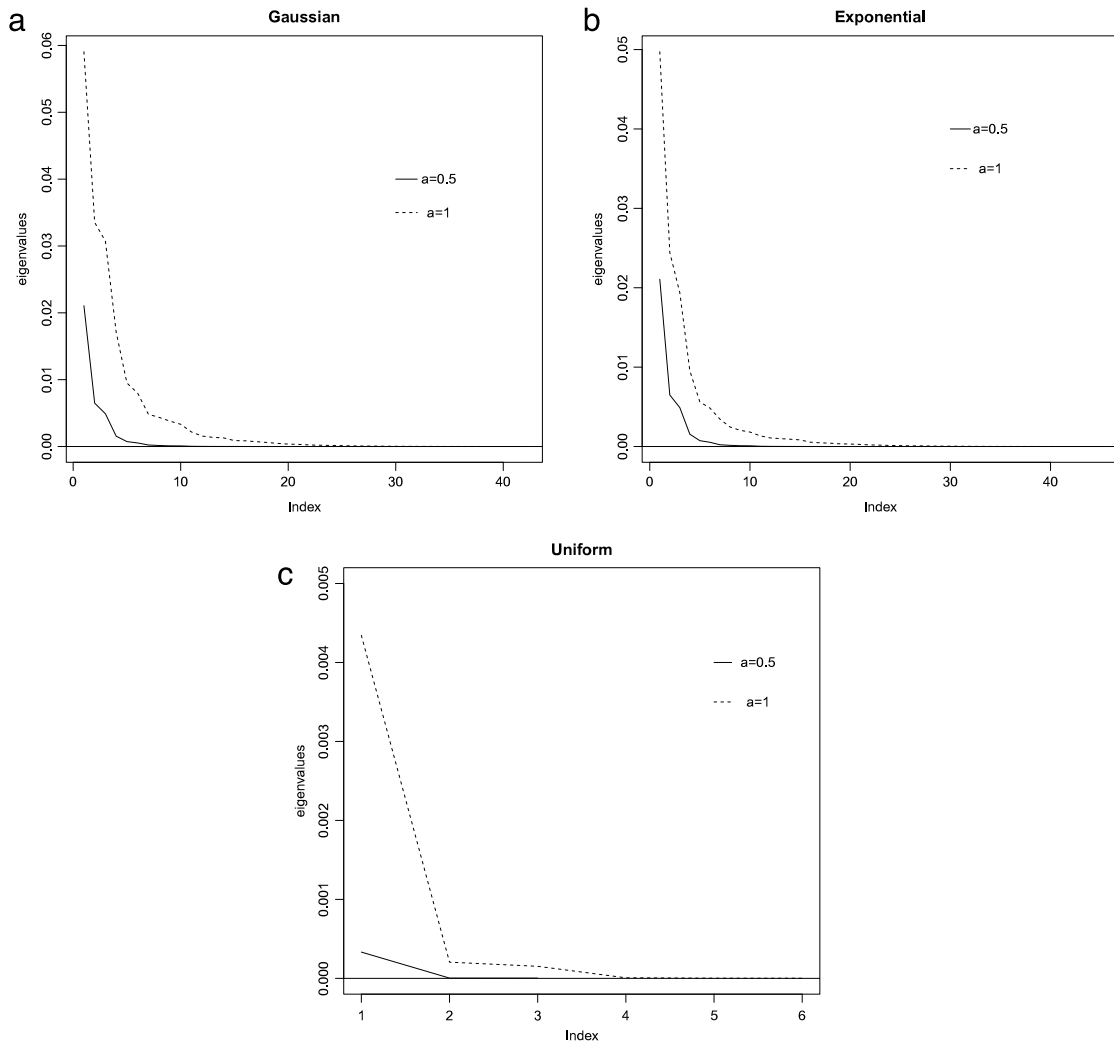 a
Gaussian
eigenvalues
0.00
0.01
0.02
0.03
0.04
0.05
0.06
a=0.5
a=1
0
10
20
30
40
Index
b
Exponential
eigenvalues
0.00
0.01
0.02
0.03
0.04
0.05
a=0.5
a=1
0
10
20
30
40
Index
c
Uniform
eigenvalues
0.000
0.001
0.002
0.003
0.004
0.005
a=0.5
a=1
1
2
3
4
5
6
Index